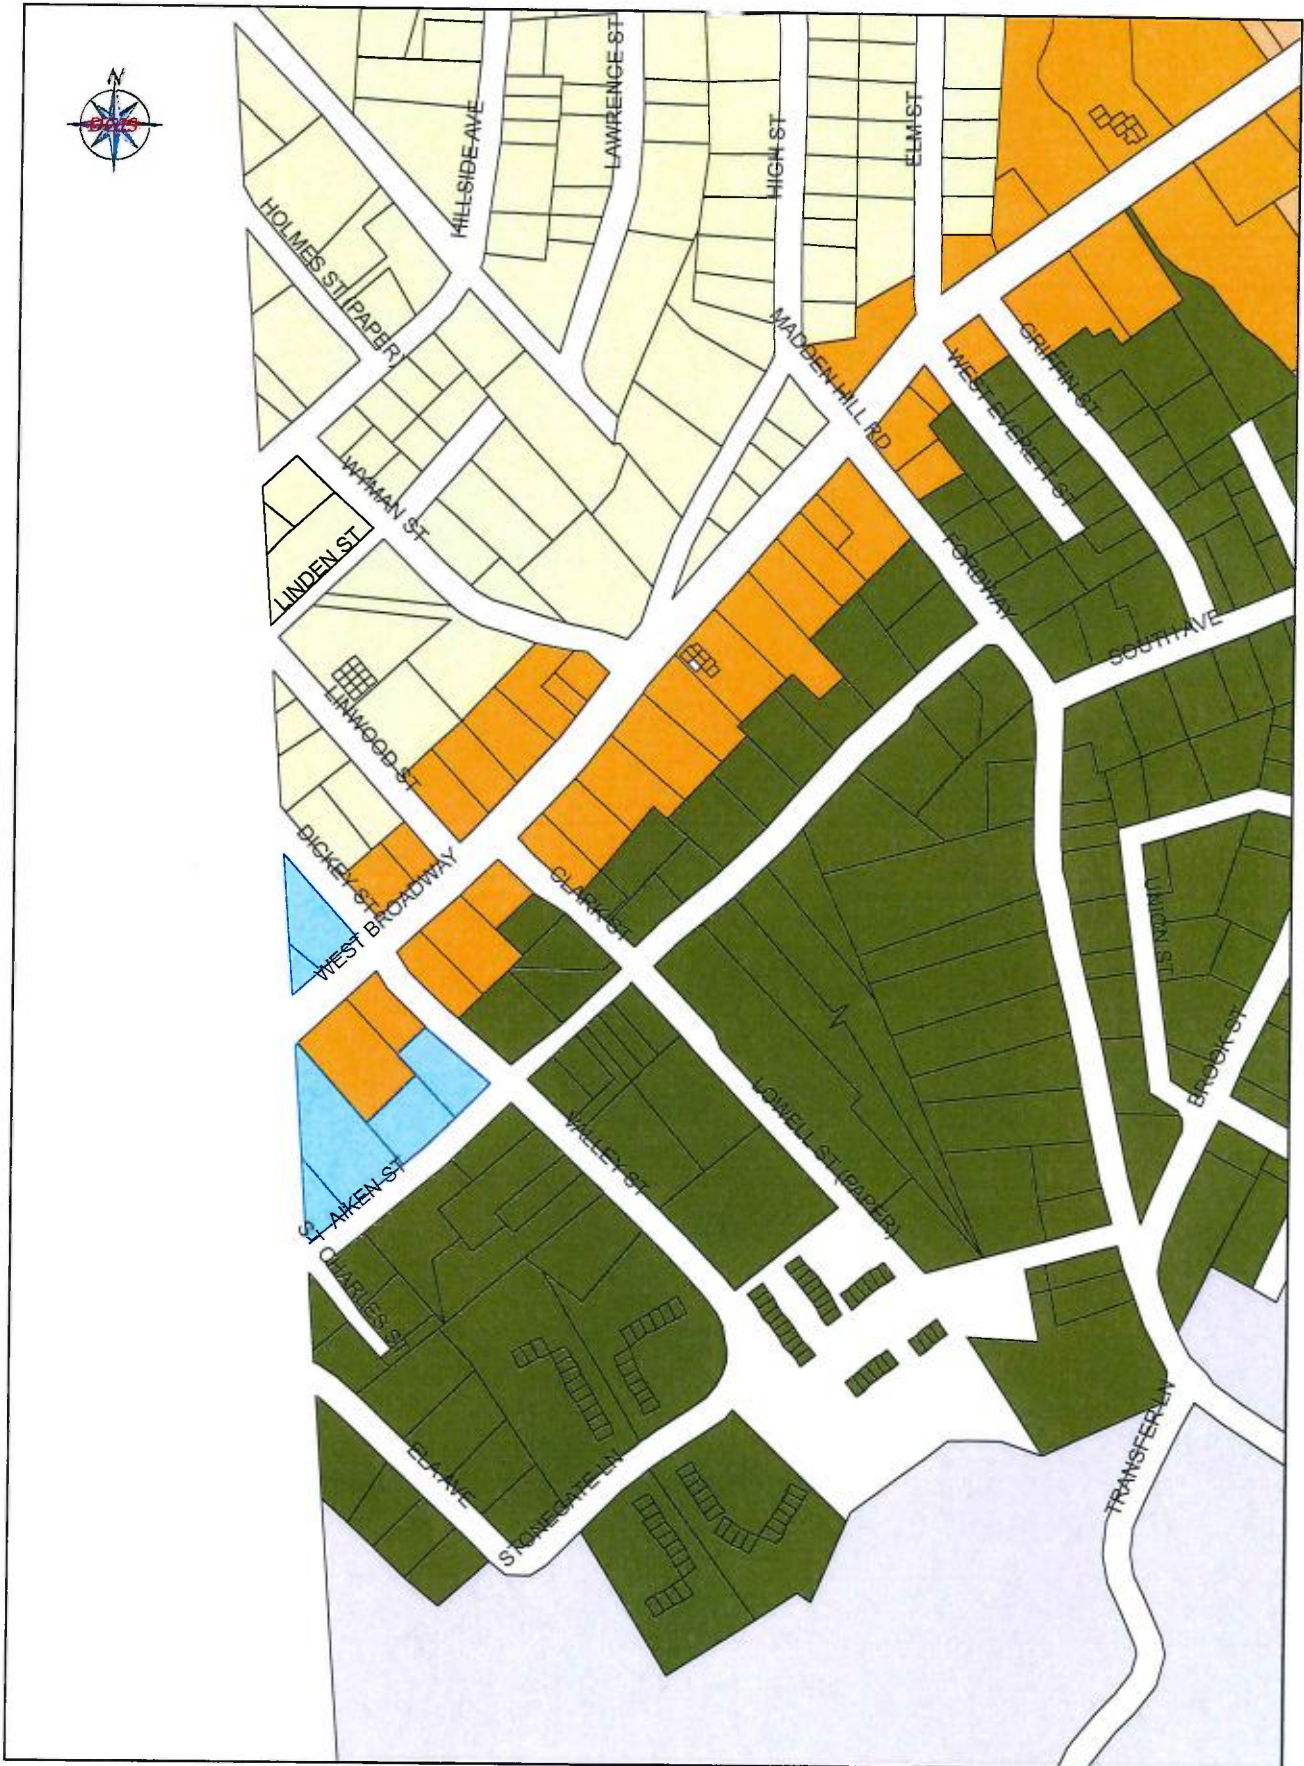 N
DGIS
HILLSIDE AVE
LAWRENCE ST
HIGH ST
ELM ST
HOLMES ST (PAPER)
MADDEN HILL RD
GRIFFIN ST
WEST EVERETT ST
WYMAN ST
LINDEN ST
FORDWAY
SOUTH AVE
LINWOOD ST
DICKEY ST
WEST BROADWAY
CLARK ST
UNION ST
BROOK ST
LOWELL ST (PAPER)
VALLEY ST
S
AIKEN ST
CHARLES ST
ELA AVE
STONEGATE LN
TRANSFER LN